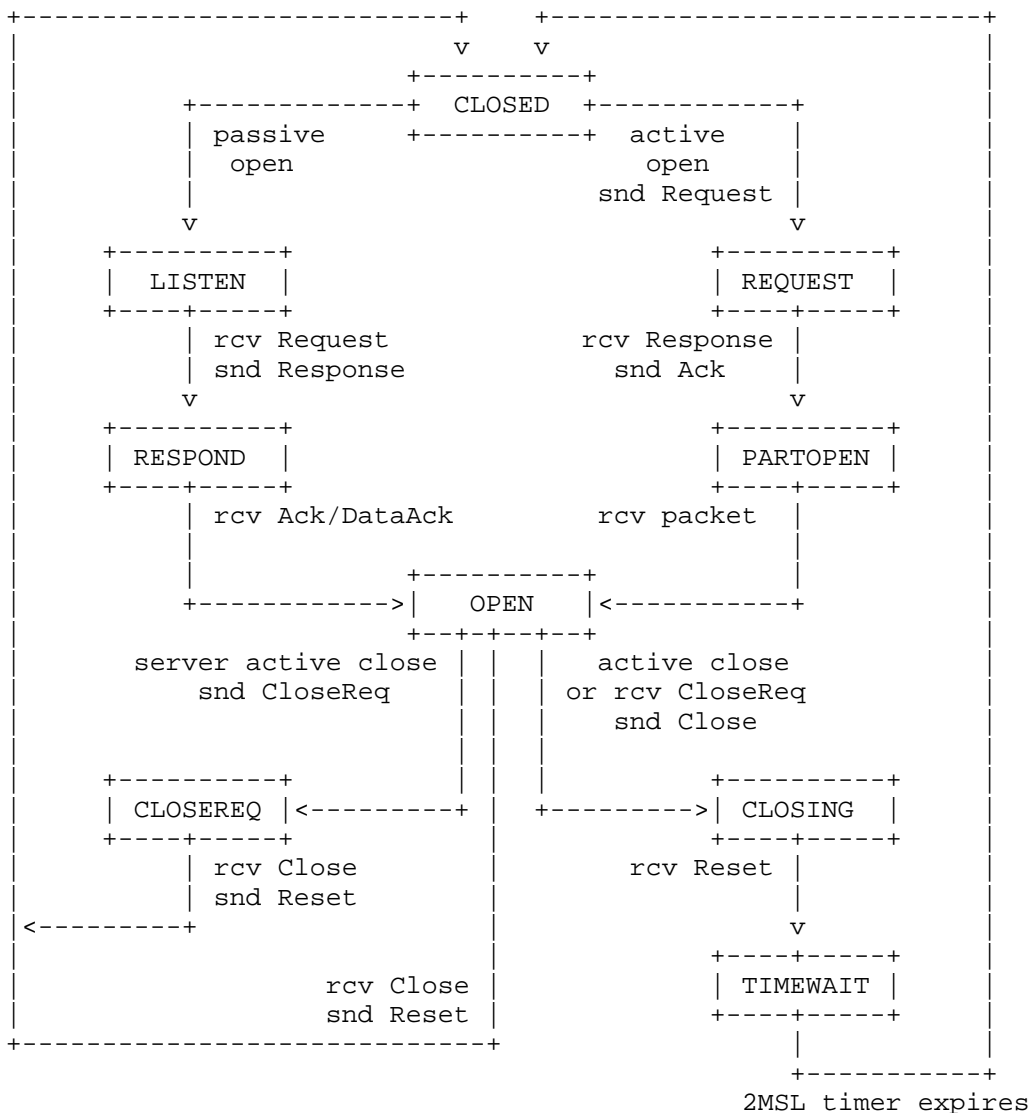 CLOSED
passive active
open open
snd Request
LISTEN REQUEST
rcv Request rcv Response
snd Response snd Ack
RESPOND PARTOPEN
rcv Ack/DataAck rcv packet
OPEN
server active close active close
snd CloseReq or rcv CloseReq
snd Close
CLOSEREQ CLOSING
rcv Close rcv Reset
snd Reset
TIMEWAIT
rcv Close
snd Reset
2MSL timer expires